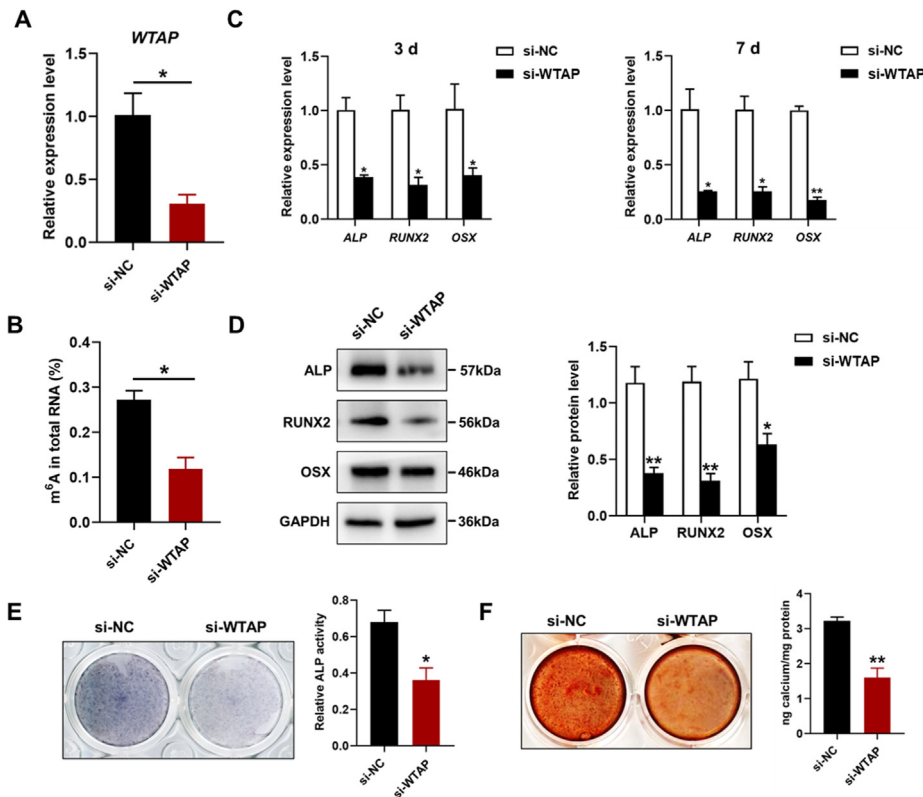 A
WTAP
Relative expression level
1.5
1.0
0.5
0.0
*
si-NC
si-WTAP
C
3 d
si-NC
si-WTAP
Relative expression level
1.5
1.0
0.5
0.0
* * *
ALP RUNX2 OSX
7 d
si-NC
si-WTAP
Relative expression level
1.5
1.0
0.5
0.0
* * **
ALP RUNX2 OSX
B
m⁶A in total RNA (%)
0.4
0.3
0.2
0.1
0.0
*
si-NC
si-WTAP
D
si-NC si-WTAP
ALP 57kDa
RUNX2 56kDa
OSX 46kDa
GAPDH 36kDa
si-NC
si-WTAP
Relative protein level
1.5
1.0
0.5
0.0
** ** *
ALP RUNX2 OSX
E
si-NC si-WTAP
Relative ALP activity
0.8
0.6
0.4
0.2
0.0
*
si-NC
si-WTAP
F
si-NC si-WTAP
ng calcium/mg protein
4
3
2
1
0
**
si-NC
si-WTAP